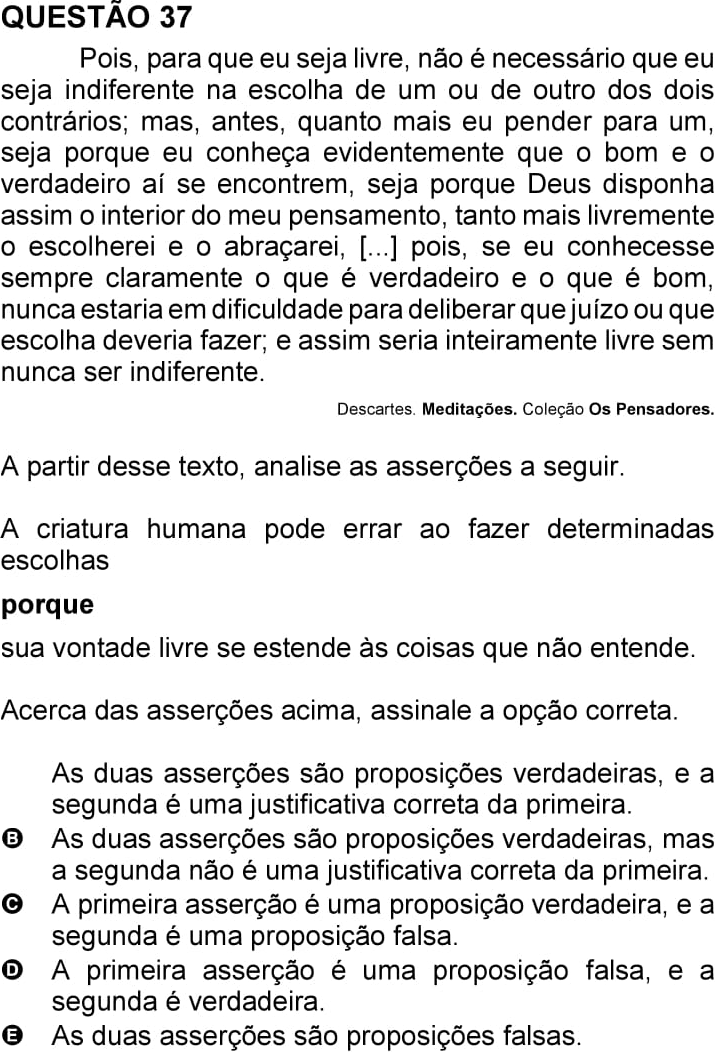 QUESTÃO 37
Pois, para que eu seja livre, não é necessário que eu
seja indiferente na escolha de um ou de outro dos dois
contrários; mas, antes, quanto mais eu pender para um,
seja porque eu conheça evidentemente que o bom e o
verdadeiro aí se encontrem, seja porque Deus disponha
assim o interior do meu pensamento, tanto mais livremente
o escolherei e o abraçarei, [...] pois, se eu conhecesse
sempre claramente o que é verdadeiro e o que é bom,
nunca estaria em dificuldade para deliberar que juízo ou que
escolha deveria fazer; e assim seria inteiramente livre sem
nunca ser indiferente.
Descartes. Meditações. Coleção Os Pensadores.
A partir desse texto, analise as asserções a seguir.
A criatura humana pode errar ao fazer determinadas
escolhas
porque
sua vontade livre se estende às coisas que não entende.
Acerca das asserções acima, assinale a opção correta.
As duas asserções são proposições verdadeiras, e a
segunda é uma justificativa correta da primeira.
B As duas asserções são proposições verdadeiras, mas
a segunda não é uma justificativa correta da primeira.
C A primeira asserção é uma proposição verdadeira, e a
segunda é uma proposição falsa.
D A primeira asserção é uma proposição falsa, e a
segunda é verdadeira.
E As duas asserções são proposições falsas.